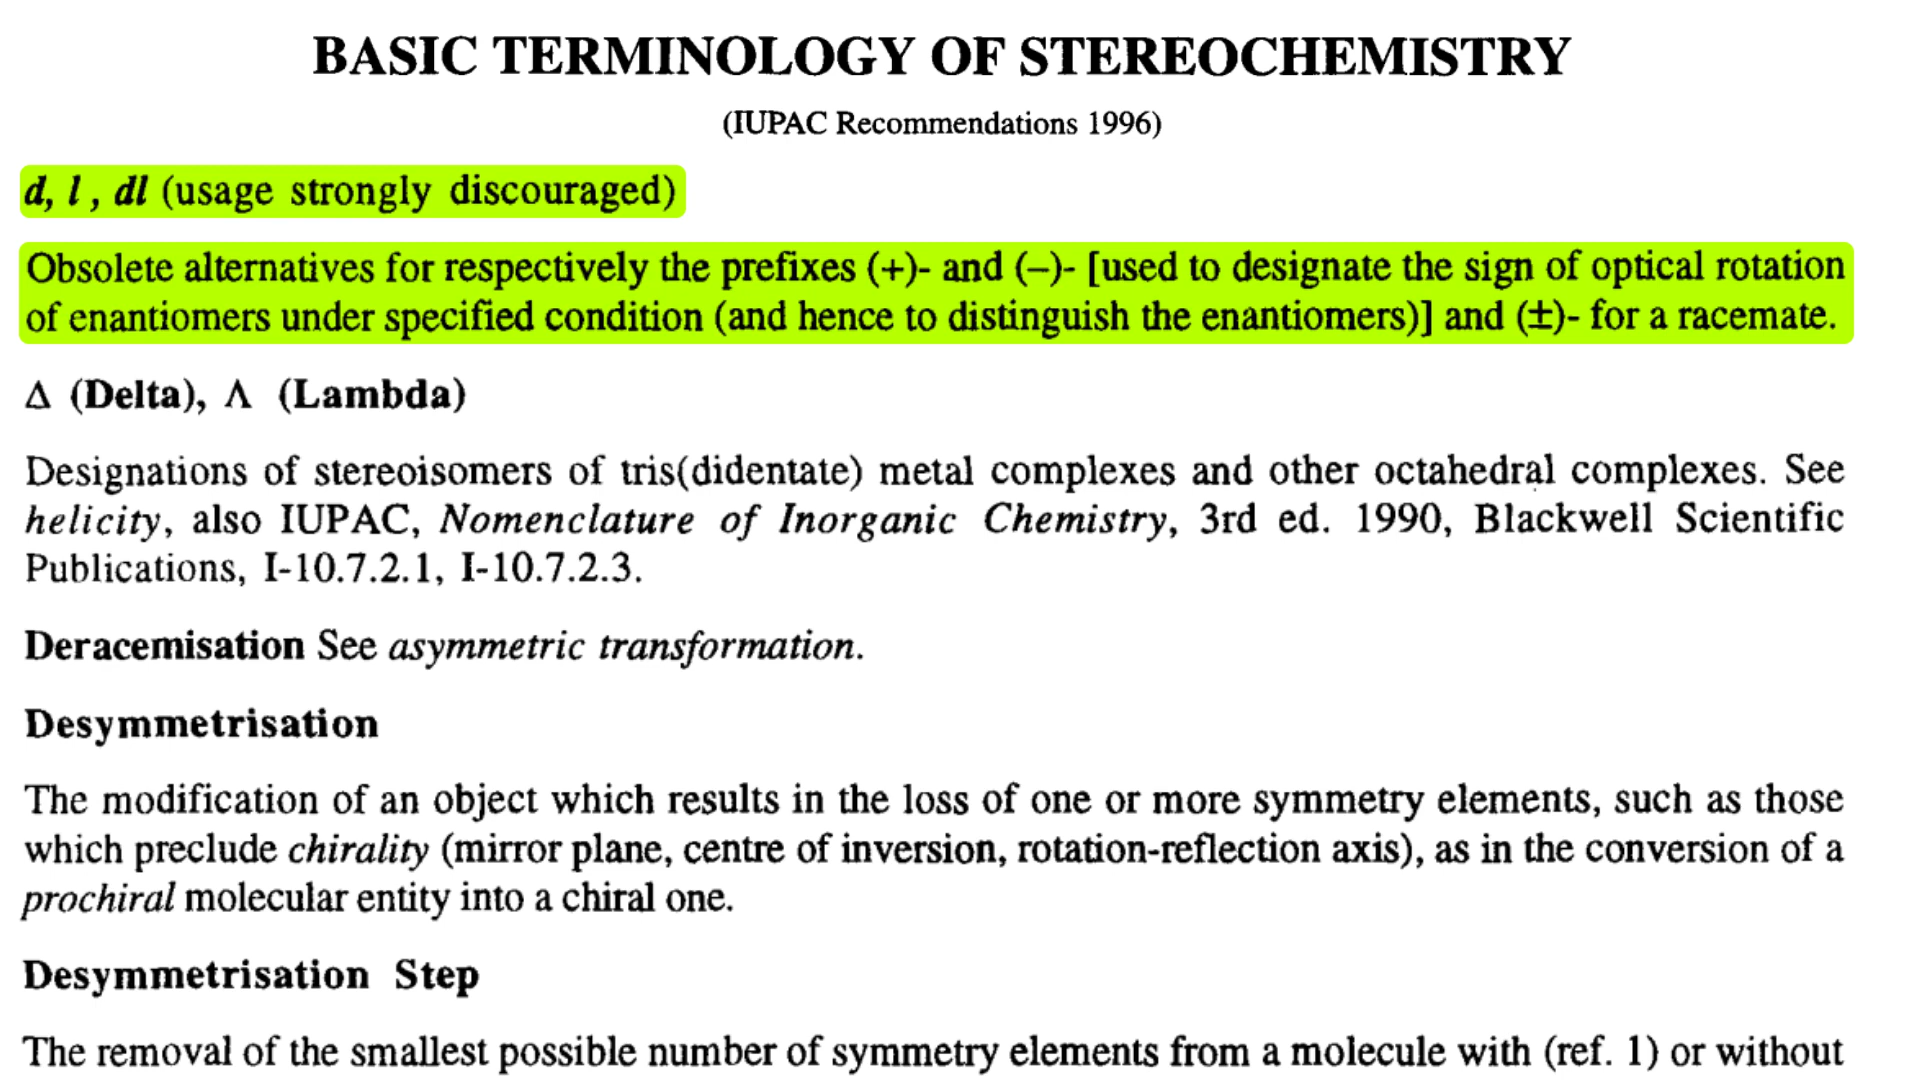 BASIC TERMINOLOGY OF STEREOCHEMISTRY
(IUPAC Recommendations 1996)
d, l, dl (usage strongly discouraged)
Obsolete alternatives for respectively the prefixes (+)- and (–)- [used to designate the sign of optical rotation
of enantiomers under specified condition (and hence to distinguish the enantiomers)] and (±)- for a racemate.
Δ (Delta), Λ (Lambda)
Designations of stereoisomers of tris(didentate) metal complexes and other octahedral complexes. See
helicity, also IUPAC, Nomenclature of Inorganic Chemistry, 3rd ed. 1990, Blackwell Scientific
Publications, I-10.7.2.1, I-10.7.2.3.
Deracemisation See asymmetric transformation.
Desymmetrisation
The modification of an object which results in the loss of one or more symmetry elements, such as those
which preclude chirality (mirror plane, centre of inversion, rotation-reflection axis), as in the conversion of a
prochiral molecular entity into a chiral one.
Desymmetrisation Step
The removal of the smallest possible number of symmetry elements from a molecule with (ref. 1) or without